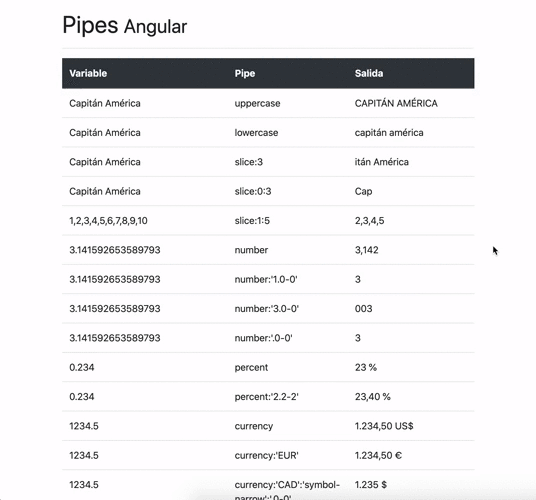 Pipes Angular
Variable Pipe Salida
Capitán América uppercase CAPITÁN AMÉRICA
Capitán América lowercase capitán américa
Capitán América slice:3 itán América
Capitán América slice:0:3 Cap
1,2,3,4,5,6,7,8,9,10 slice:1:5 2,3,4,5
3.141592653589793 number 3,142
3.141592653589793 number:'1.0-0' 3
3.141592653589793 number:'3.0-0' 003
3.141592653589793 number:'.0-0' 3
0.234 percent 23 %
0.234 percent:'2.2-2' 23,40 %
1234.5 currency 1.234,50 US$
1234.5 currency:'EUR' 1.234,50 €
1234.5 currency:'CAD':'symbol- 1.235 $
narrow':'.0-0'